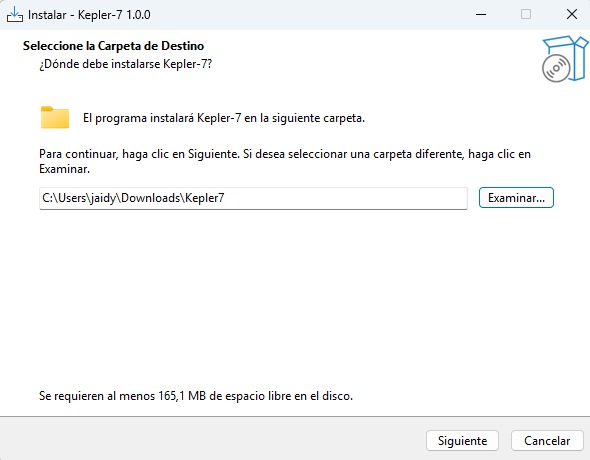 Instalar - Kepler-7 1.0.0
Seleccione la Carpeta de Destino
¿Dónde debe instalarse Kepler-7?
El programa instalará Kepler-7 en la siguiente carpeta.
Para continuar, haga clic en Siguiente. Si desea seleccionar una carpeta diferente, haga clic en
Examinar.
C:\Users\jaidy\Downloads\Kepler7
Examinar...
Se requieren al menos 165,1 MB de espacio libre en el disco.
Siguiente
Cancelar